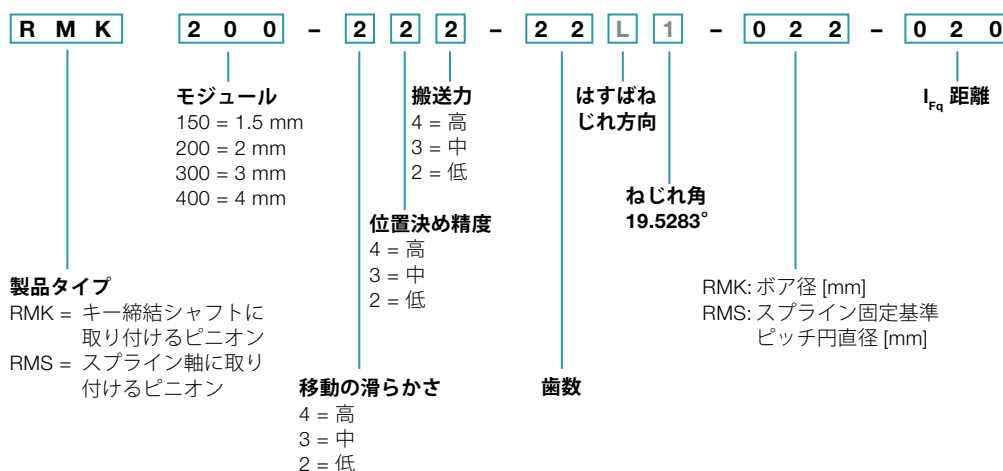 R M K 2 0 0 – 2 2 2 – 2 2 L 1 – 0 2 2 – 0 2 0
モジュール
150 = 1.5 mm
200 = 2 mm
300 = 3 mm
400 = 4 mm
搬送力
4 = 高
3 = 中
2 = 低
はすばね
じれ方向
lFq 距離
ねじれ角
19.5283°
位置決め精度
4 = 高
3 = 中
2 = 低
製品タイプ
RMK = キー締結シャフトに
取り付けるピニオン
RMS = スプライン軸に取り
付けるピニオン
RMK: ボア径 [mm]
RMS: スプライン固定基準
ピッチ円直径 [mm]
移動の滑らかさ
4 = 高
3 = 中
2 = 低
歯数